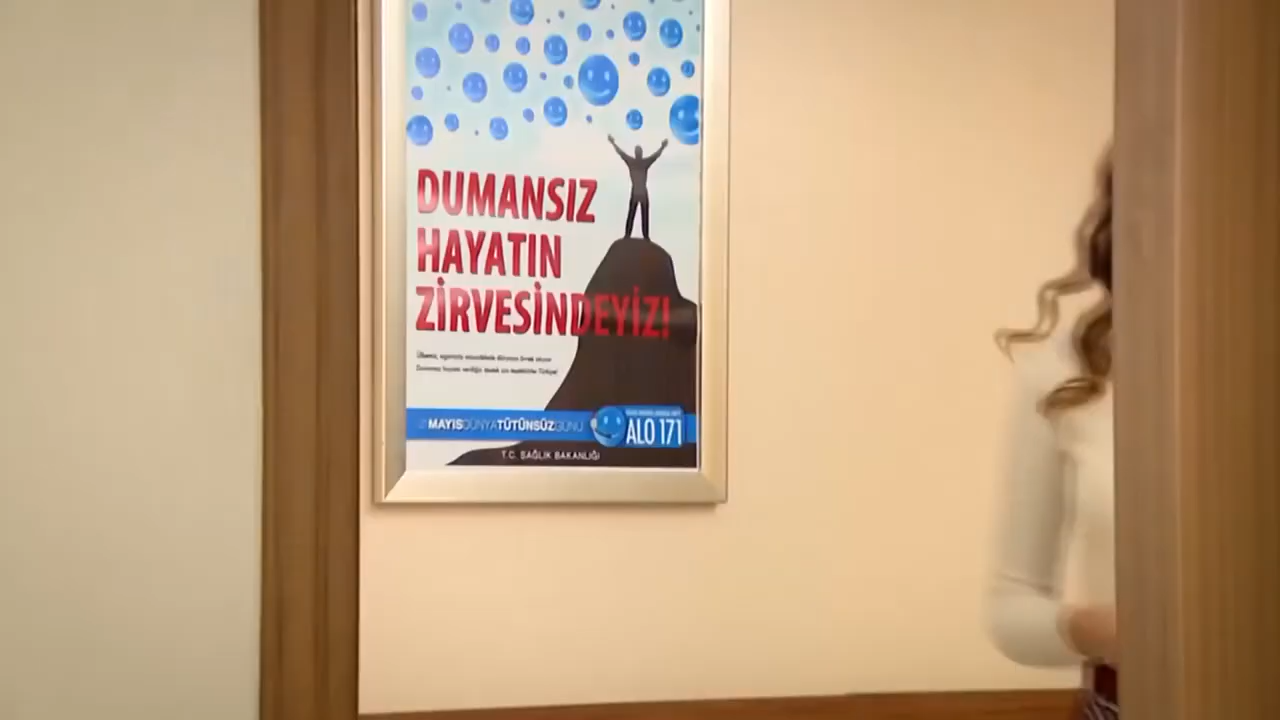 DUMANSIZ
HAYATIN
ZİRVESİNDEYİZ!
MAYIS DÜNYA TÜTÜNSÜZ GÜNÜ
ALO 171
T.C. SAĞLIK BAKANLIĞI